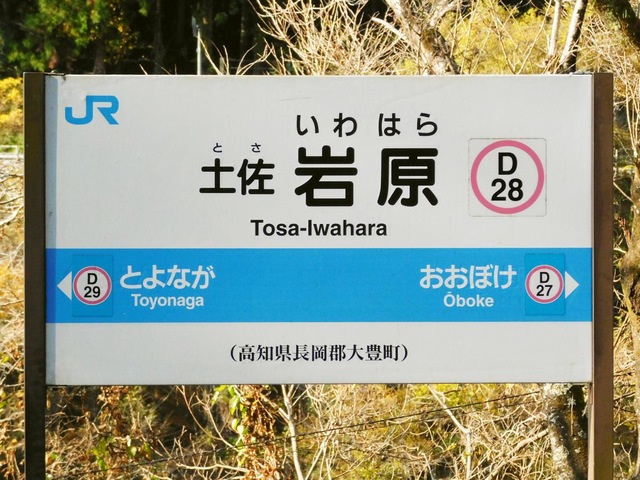 JR
いわはら
とさ
土佐 岩原
D
28
Tosa-Iwahara
D
29
とよなが
Toyonaga
おおぼけ
Ōboke
D
27
(高知県長岡郡大豊町)